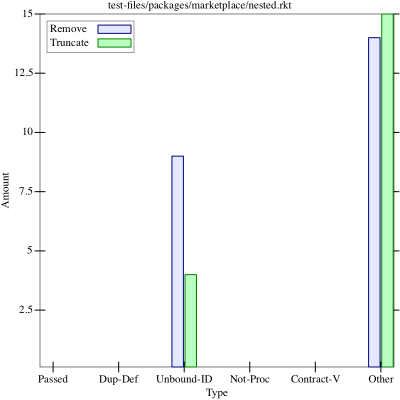 test-files/packages/marketplace/nested.rkt
Remove
Truncate
15
12.5
10
7.5
5
2.5
Amount
Passed Dup-Def Unbound-ID Not-Proc Contract-V Other
Type